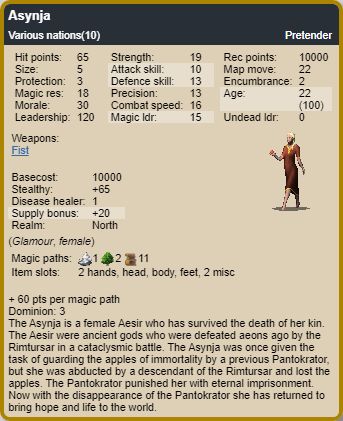 Asynja
Various nations(10) Pretender
Hit points: 65 Strength: 19 Rec points: 10000
Size: 5 Attack skill: 10 Map move: 22
Protection: 3 Defence skill: 13 Encumbrance: 2
Magic res: 18 Precision: 13 Age: 22
Morale: 30 Combat speed: 16 (100)
Leadership: 120 Magic ldr: 15 Undead ldr: 0
Weapons:
Fist
Basecost: 10000
Stealthy: +65
Disease healer: 1
Supply bonus: +20
Realm: North
(Glamour, female)
Magic paths: 1 2 11
Item slots: 2 hands, head, body, feet, 2 misc
+ 60 pts per magic path
Dominion: 3
The Asynja is a female Aesir who has survived the death of her kin.
The Aesir were ancient gods who were defeated aeons ago by the
Rimtursar in a cataclysmic battle. The Asynja was once given the
task of guarding the apples of immortality by a previous Pantokrator,
but she was abducted by a descendant of the Rimtursar and lost the
apples. The Pantokrator punished her with eternal imprisonment.
Now with the disappearance of the Pantokrator she has returned to
bring hope and life to the world.